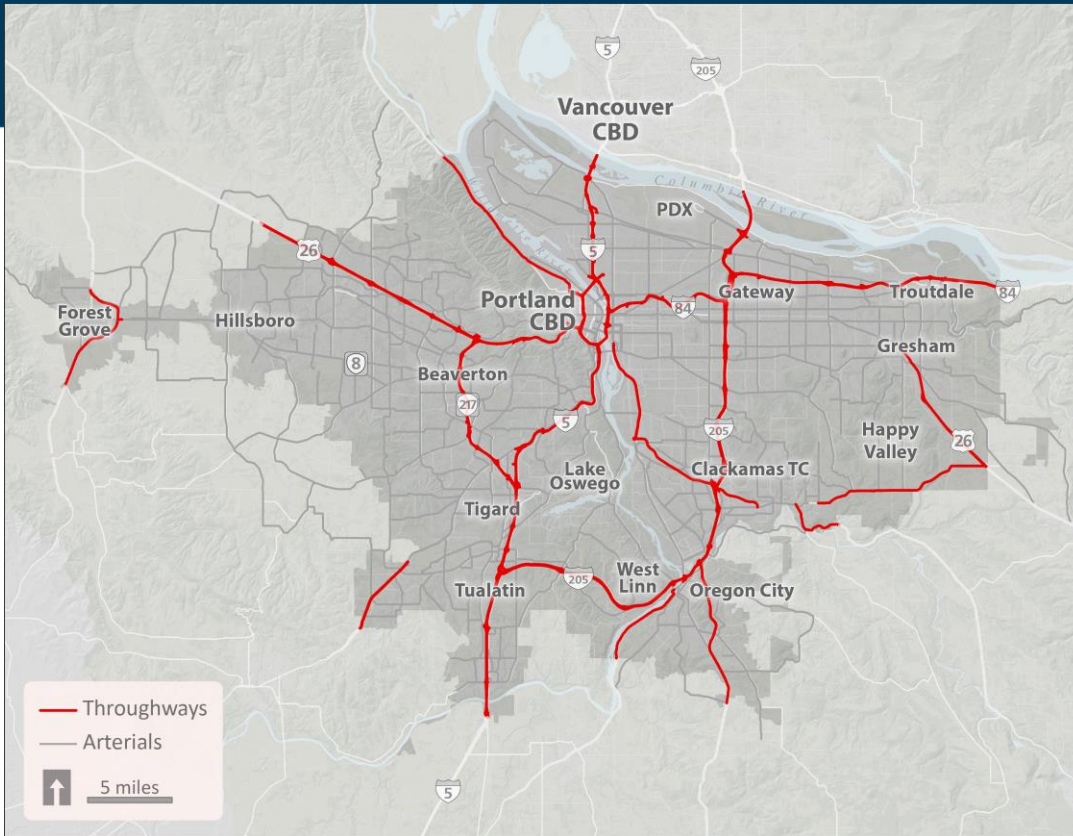 5
205
Vancouver
CBD
Columbia River
PDX
Willamette River
26
5
Gateway
Troutdale
84
Portland
CBD
84
Forest
Grove
Hillsboro
8
Beaverton
Gresham
217
5
205
Happy
Valley
26
Lake
Oswego
Clackamas TC
Tigard
Tualatin
205
West
Linn
Oregon City
Throughways
Arterials
5 miles
5